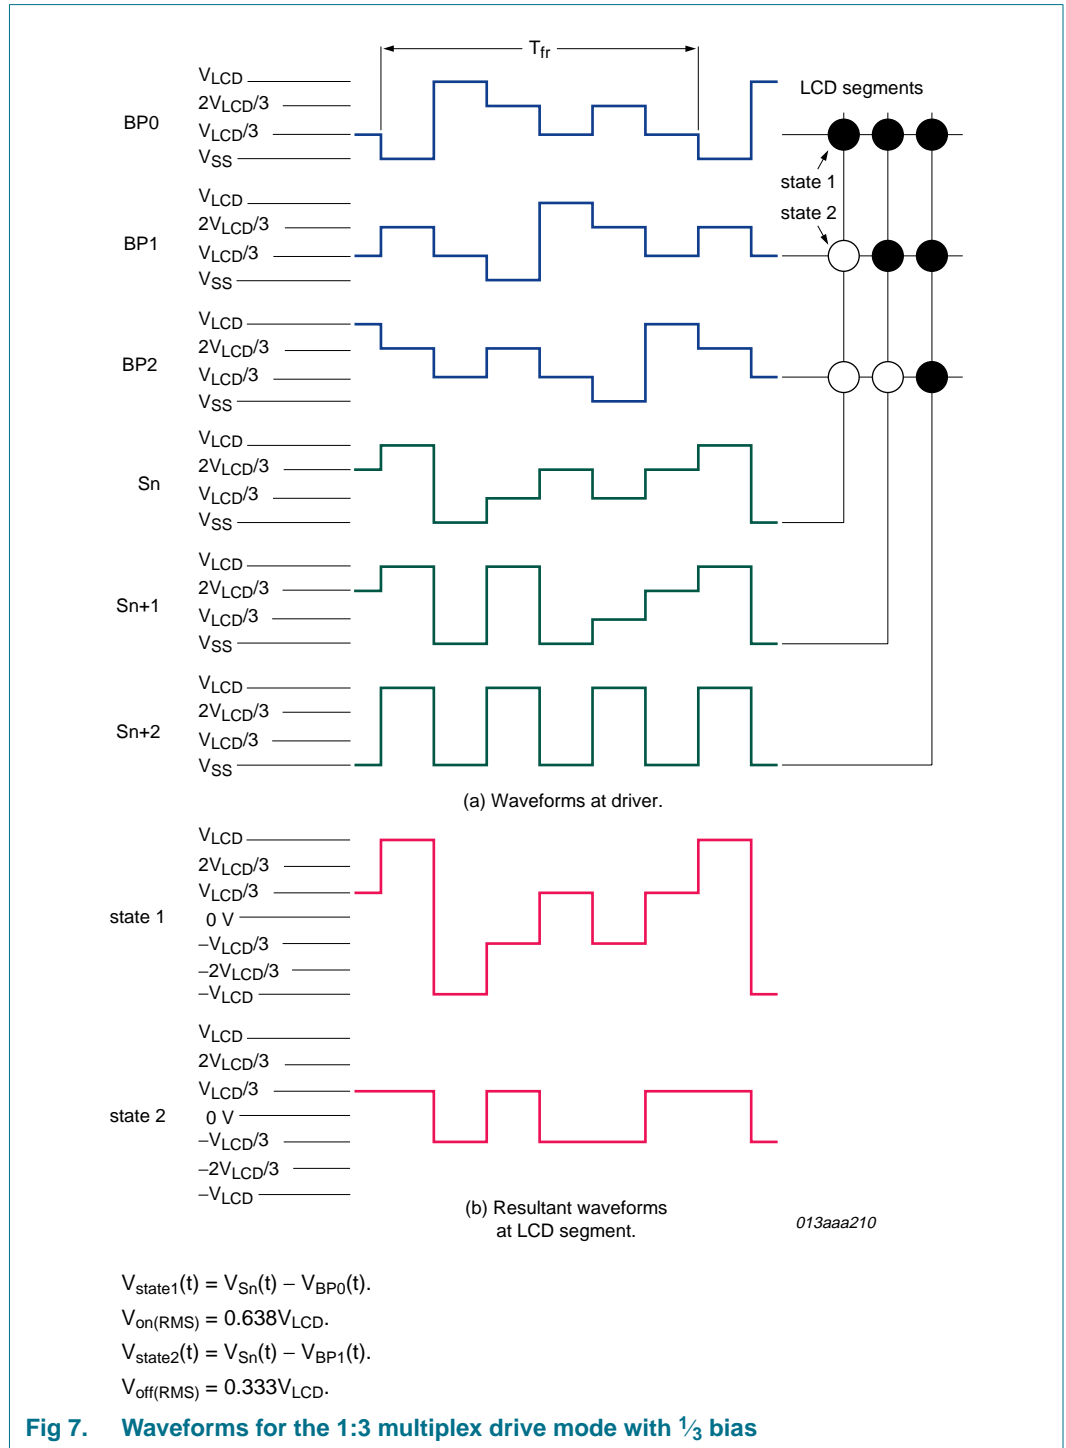 Tfr
VLCD
2VLCD/3
BP0
VLCD/3
VSS
LCD segments
state 1
VLCD
2VLCD/3
BP1
VLCD/3
VSS
state 2
VLCD
2VLCD/3
BP2
VLCD/3
VSS
VLCD
2VLCD/3
Sn
VLCD/3
VSS
VLCD
2VLCD/3
Sn+1
VLCD/3
VSS
VLCD
2VLCD/3
Sn+2
VLCD/3
VSS
(a) Waveforms at driver.
VLCD
2VLCD/3
VLCD/3
state 1
0 V
−VLCD/3
−2VLCD/3
−VLCD
VLCD
2VLCD/3
VLCD/3
state 2
0 V
−VLCD/3
−2VLCD/3
−VLCD
(b) Resultant waveforms
at LCD segment.
013aaa210
Vstate1(t) = VSn(t) − VBP0(t).
Von(RMS) = 0.638VLCD.
Vstate2(t) = VSn(t) − VBP1(t).
Voff(RMS) = 0.333VLCD.
Fig 7. Waveforms for the 1:3 multiplex drive mode with 1⁄3 bias